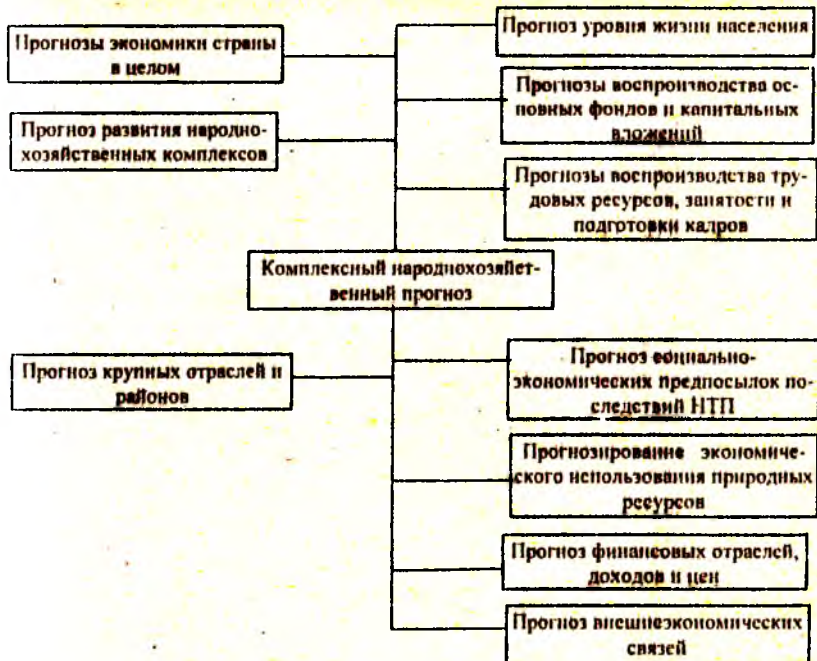 Прогнозы экономики страны
в целом
Прогноз развития народно-
хозяйственных комплексов
Прогноз уровня жизни населения
Прогнозы воспроизводства ос-
новных фондов и капитальных
вложений
Прогнозы воспроизводства тру-
довых ресурсов, занятости и
подготовки кадров
Комплексный народнохозяйст-
венный прогноз
Прогноз крупных отраслей и
районов
Прогноз социально-
экономических предпосылок по-
следствий НТП
Прогнозирование экономиче-
ского использования природных
ресурсов
Прогноз финансовых отраслей,
доходов и цен
Прогноз внешнеэкономических
связей